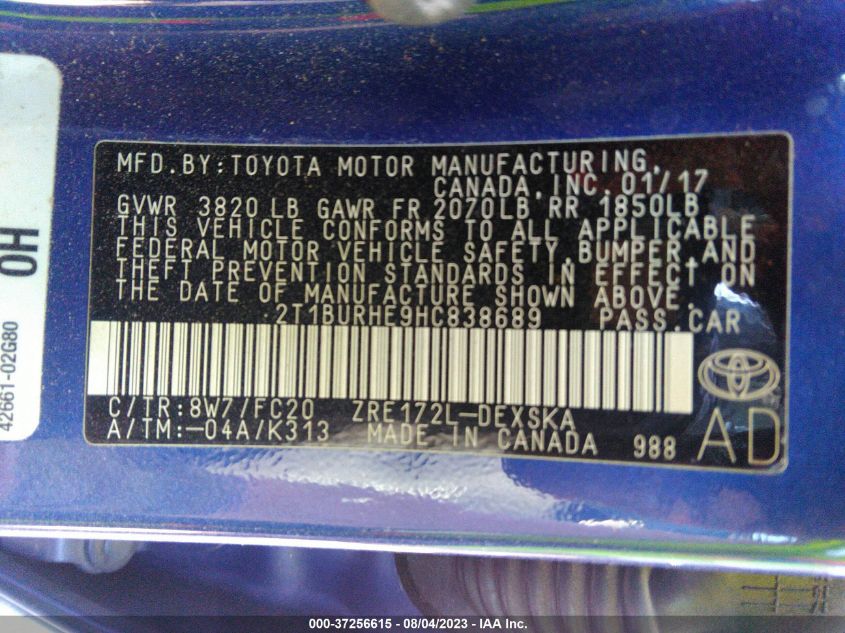 MFD.BY:TOYOTA MOTOR MANUFACTURING,
CANADA, INC. 01/17
GVWR 3820 LB GAWR FR 2070LB RR 1850LB
THIS VEHICLE CONFORMS TO ALL APPLICABLE
FEDERAL MOTOR VEHICLE SAFETY, BUMPER, AND
THEFT PREVENTION STANDARDS IN EFFECT ON
THE DATE OF MANUFACTURE SHOWN ABOVE.
2T1BURHE9HC838689 PASS.CAR
C/TR:8W7/FC20 ZRE172L-DEXSKA
A/TM:-04A/K313 MADE IN CANADA 988 AD
42661-02G80
0H
000-37256615 - 08/04/2023 - IAA Inc.